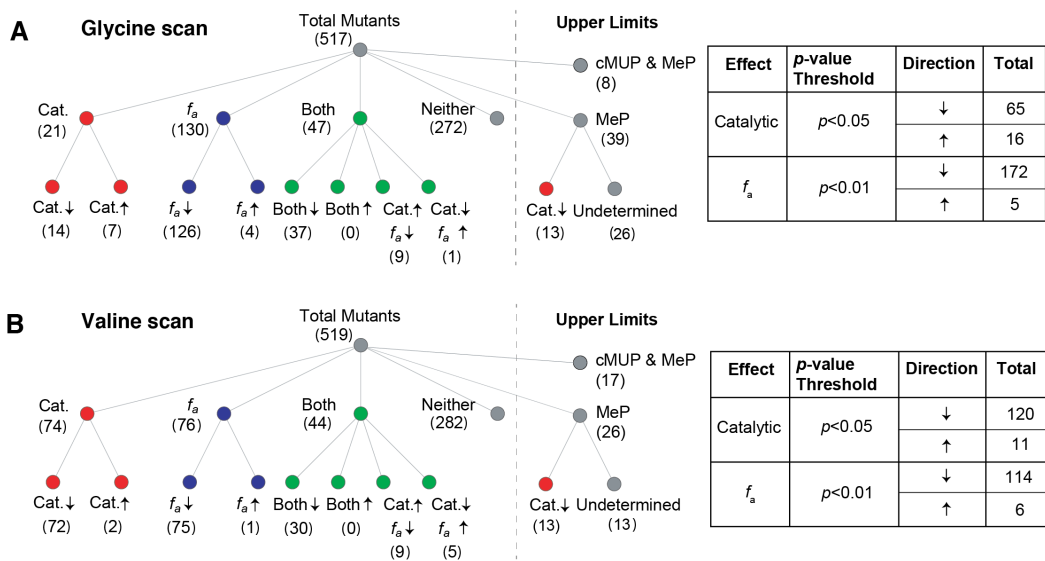 A
Glycine scan
Total Mutants
(517)
Upper Limits
cMUP & MeP
(8)
Cat.
(21)
fa
(130)
Both
(47)
Neither
(272)
MeP
(39)
Cat.↓
(14)
Cat.↑
(7)
fa↓
(126)
fa↑
(4)
Both↓
(37)
Both↑
(0)
Cat.↑
fa↓
(9)
Cat.↓
fa ↑
(1)
Cat.↓
(13)
Undetermined
(26)
Effect p-value Threshold Direction Total
Catalytic p<0.05 ↓ 65
↑ 16
fa p<0.01 ↓ 172
↑ 5
B
Valine scan
Total Mutants
(519)
Upper Limits
cMUP & MeP
(17)
Cat.
(74)
fa
(76)
Both
(44)
Neither
(282)
MeP
(26)
Cat.↓
(72)
Cat.↑
(2)
fa↓
(75)
fa↑
(1)
Both↓
(30)
Both↑
(0)
Cat.↑
fa↓
(9)
Cat.↓
fa ↑
(5)
Cat.↓
(13)
Undetermined
(13)
Effect p-value Threshold Direction Total
Catalytic p<0.05 ↓ 120
↑ 11
fa p<0.01 ↓ 114
↑ 6